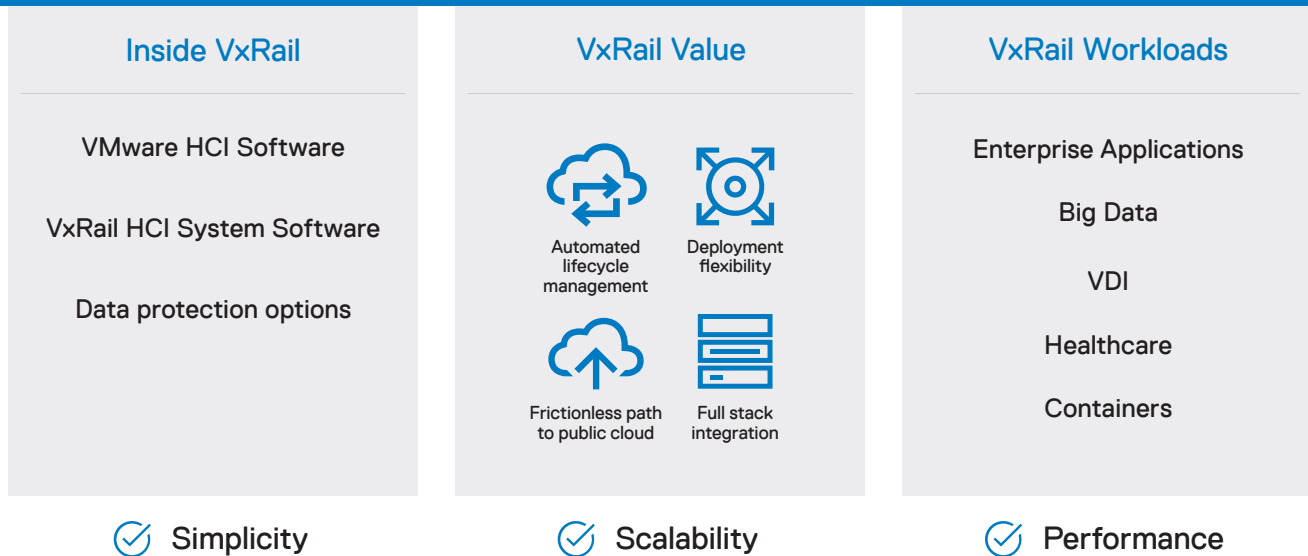 Inside VxRail
VMware HCI Software
VxRail HCI System Software
Data protection options
Simplicity
VxRail Value
Automated
lifecycle
management
Deployment
flexibility
Frictionless path
to public cloud
Full stack
integration
Scalability
VxRail Workloads
Enterprise Applications
Big Data
VDI
Healthcare
Containers
Performance